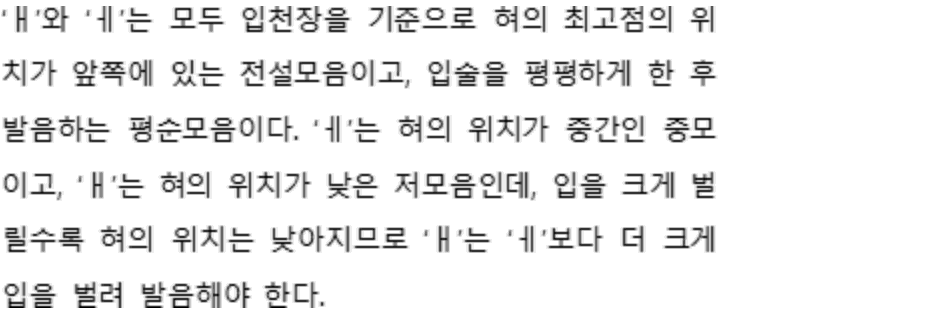 ‘ㅐ’와 ‘ㅔ’는 모두 입천장을 기준으로 혀의 최고점의 위
치가 앞쪽에 있는 전설모음이고, 입술을 평평하게 한 후
발음하는 평순모음이다. ‘ㅔ’는 혀의 위치가 중간인 중모
이고, ‘ㅐ’는 혀의 위치가 낮은 저모음인데, 입을 크게 벌
릴수록 혀의 위치는 낮아지므로 ‘ㅐ’는 ‘ㅔ’보다 더 크게
입을 벌려 발음해야 한다.